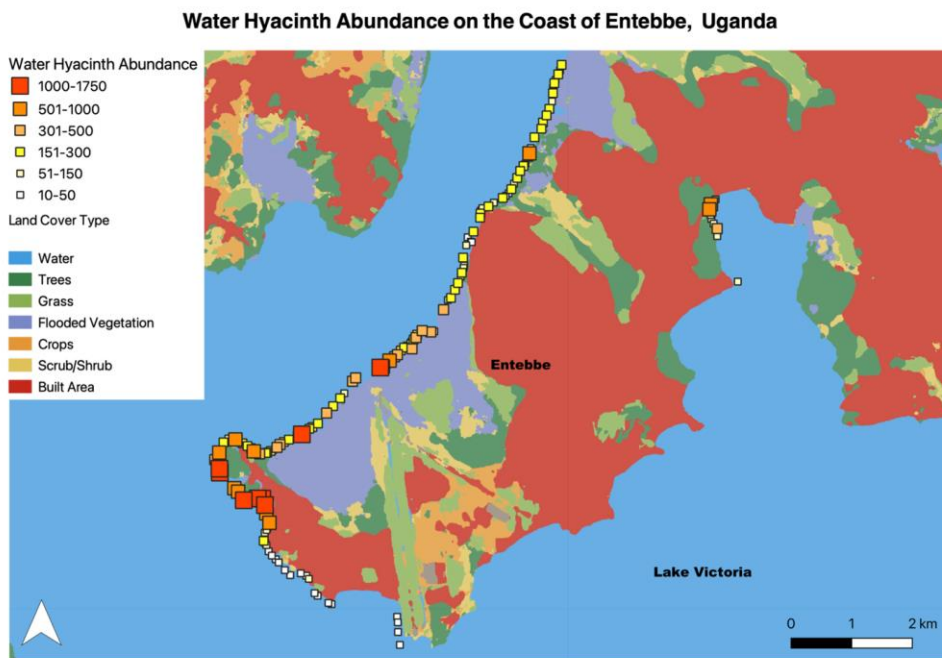 Water Hyacinth Abundance on the Coast of Entebbe, Uganda
Water Hyacinth Abundance
1000-1750
501-1000
301-500
151-300
51-150
10-50
Land Cover Type
Water
Trees
Grass
Flooded Vegetation
Crops
Scrub/Shrub
Built Area
Entebbe
Lake Victoria
0 1 2 km